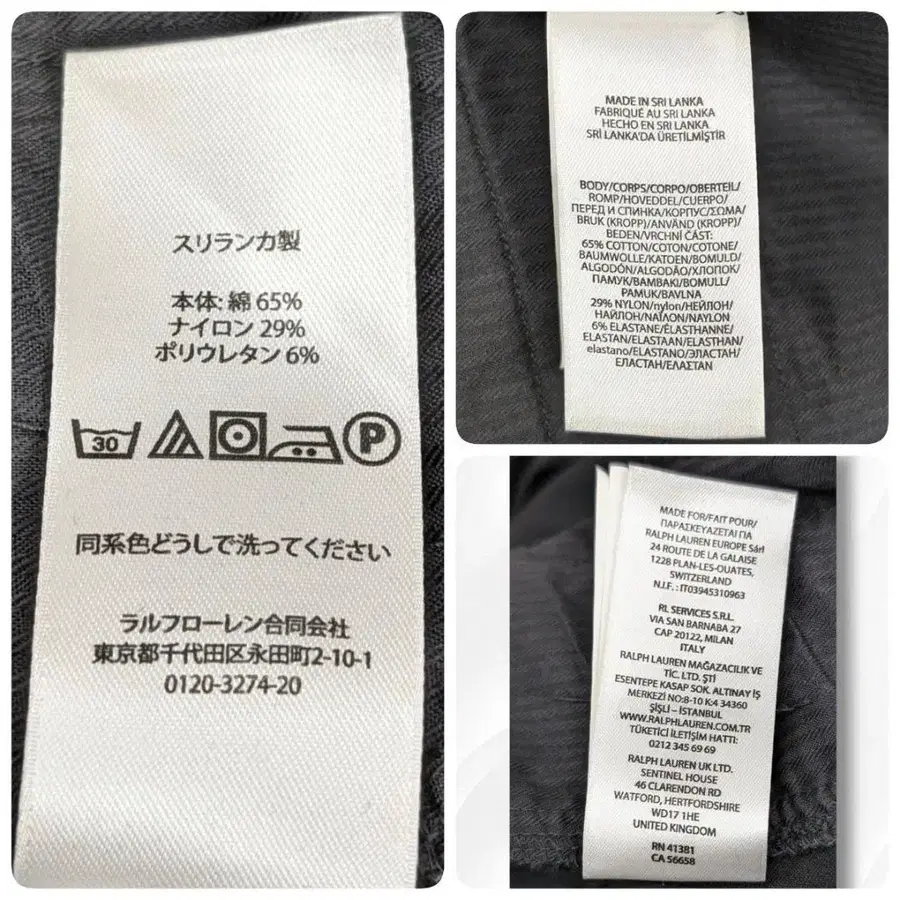 スリランカ製
本体: 綿 65%
ナイロン 29%
ポリウレタン 6%
30
P
同系色どうしで洗ってください
ラルフローレン合同会社
東京都千代田区永田町2-10-1
0120-3274-20
MADE IN SRI LANKA
FABRIQUÉ AU SRI LANKA
HECHO EN SRI LANKA
SRİ LANKA'DA ÜRETİLMİŞTİR
BODY/CORPS/CORPO/OBERTEIL/
ROMP/HOVEDDEL/CUERPO/
ПЕРЕД И СПИНКА/КОРПУС/ΣΩΜΑ/
BRUK (KROPP)/ANVÄND (KROPP)/
BEDEN/VRCHNÍ ČÁST:
65% COTTON/COTON/COTONE/
BAUMWOLLE/KATOEN/BOMULD/
ALGODÓN/ALGODÃO/ХЛОПОК/
ПАМУК/ΒΑΜΒΑΚΙ/BOMULL/
PAMUK/BAVLNA
29% NYLON/nylon/НЕЙЛОН/
НАЙЛОН/ΝΑΪΛΟΝ/NAYLON
6% ELASTANE/ÉLASTHANNE/
ELASTAN/ELASTAAN/ELASTHAN/
elastano/ELASTANO/ЭЛАСТАН/
ЕЛАСТАН/ΕΛΑΣΤΑΝ
MADE FOR/FAIT POUR/
ΠΑΡΑΣΚΕΥΑΖΕΤΑΙ ΓΙΑ
RALPH LAUREN EUROPE Sàrl
24 ROUTE DE LA GALAISE
1228 PLAN-LES-OUATES,
SWITZERLAND
N.I.F. : IT03945310963
RL SERVICES S.R.L.
VIA SAN BARNABA 27
CAP 20122, MILAN
ITALY
RALPH LAUREN MAĞAZACILIK VE
TİC. LTD. ŞTİ
ESENTEPE KASAP SOK. ALTINAY İŞ
MERKEZİ NO:8-10 K:4 34360
ŞİŞLİ – İSTANBUL
WWW.RALPHLAUREN.COM.TR
TÜKETİCİ İLETİŞİM HATTI:
0212 345 69 69
RALPH LAUREN UK LTD.
SENTINEL HOUSE
46 CLARENDON RD
WATFORD, HERTFORDSHIRE
WD17 1HE
UNITED KINGDOM
RN 41381
CA 56658